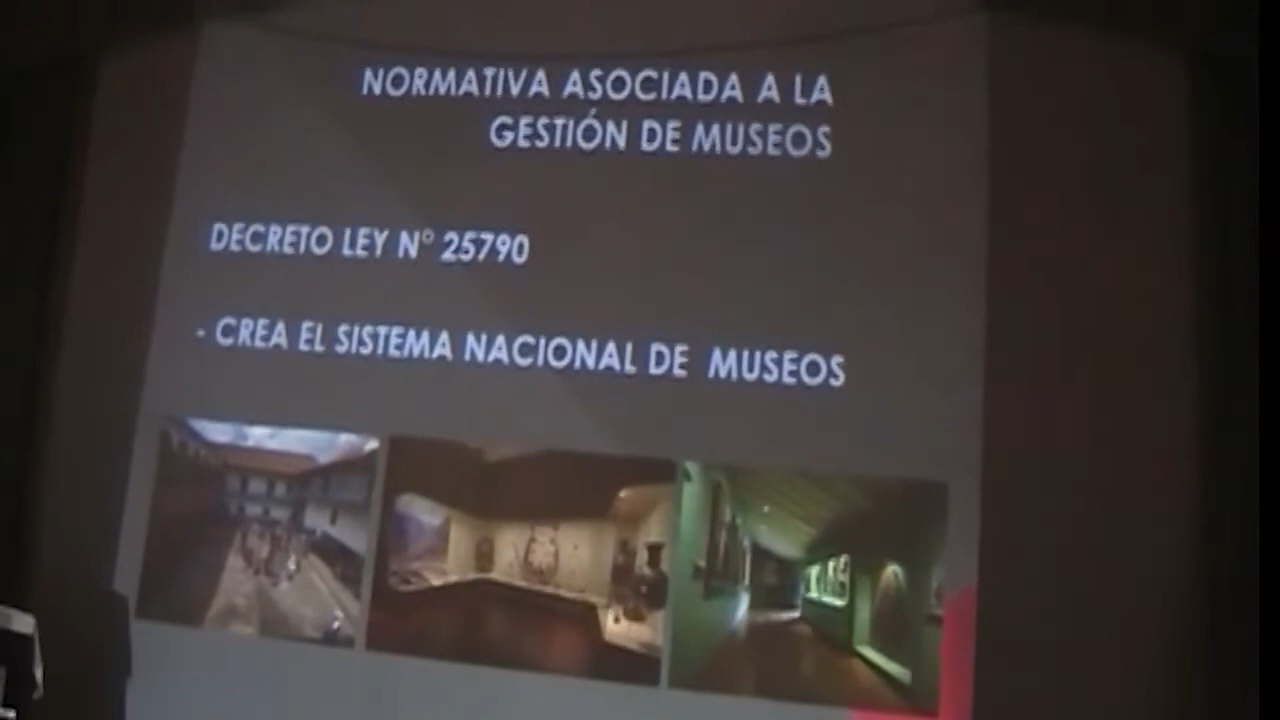 NORMATIVA ASOCIADA A LA
GESTIÓN DE MUSEOS
DECRETO LEY N° 25790
- CREA EL SISTEMA NACIONAL DE MUSEOS